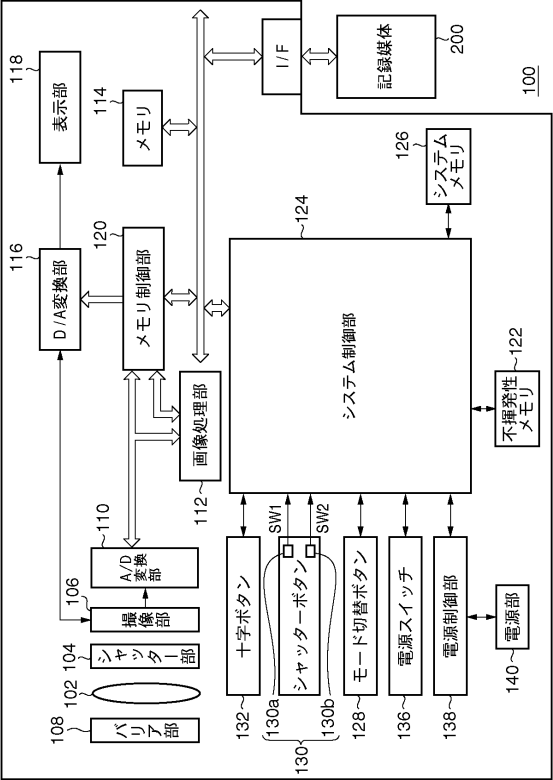 100
108
バリア部
102
104
シャッター部
106
撮像部
110
A/D
変換
部
116
D/A変換部
118
表示部
120
メモリ制御部
114
メモリ
112
画像処理部
I/F
200
記録媒体
124
システム制御部
126
システム
メモリ
122
不揮発性
メモリ
132
十字ボタン
130
130a
130b
シャッターボタン
SW1
SW2
128
モード切替ボタン
136
電源スイッチ
138
電源制御部
140
電源部